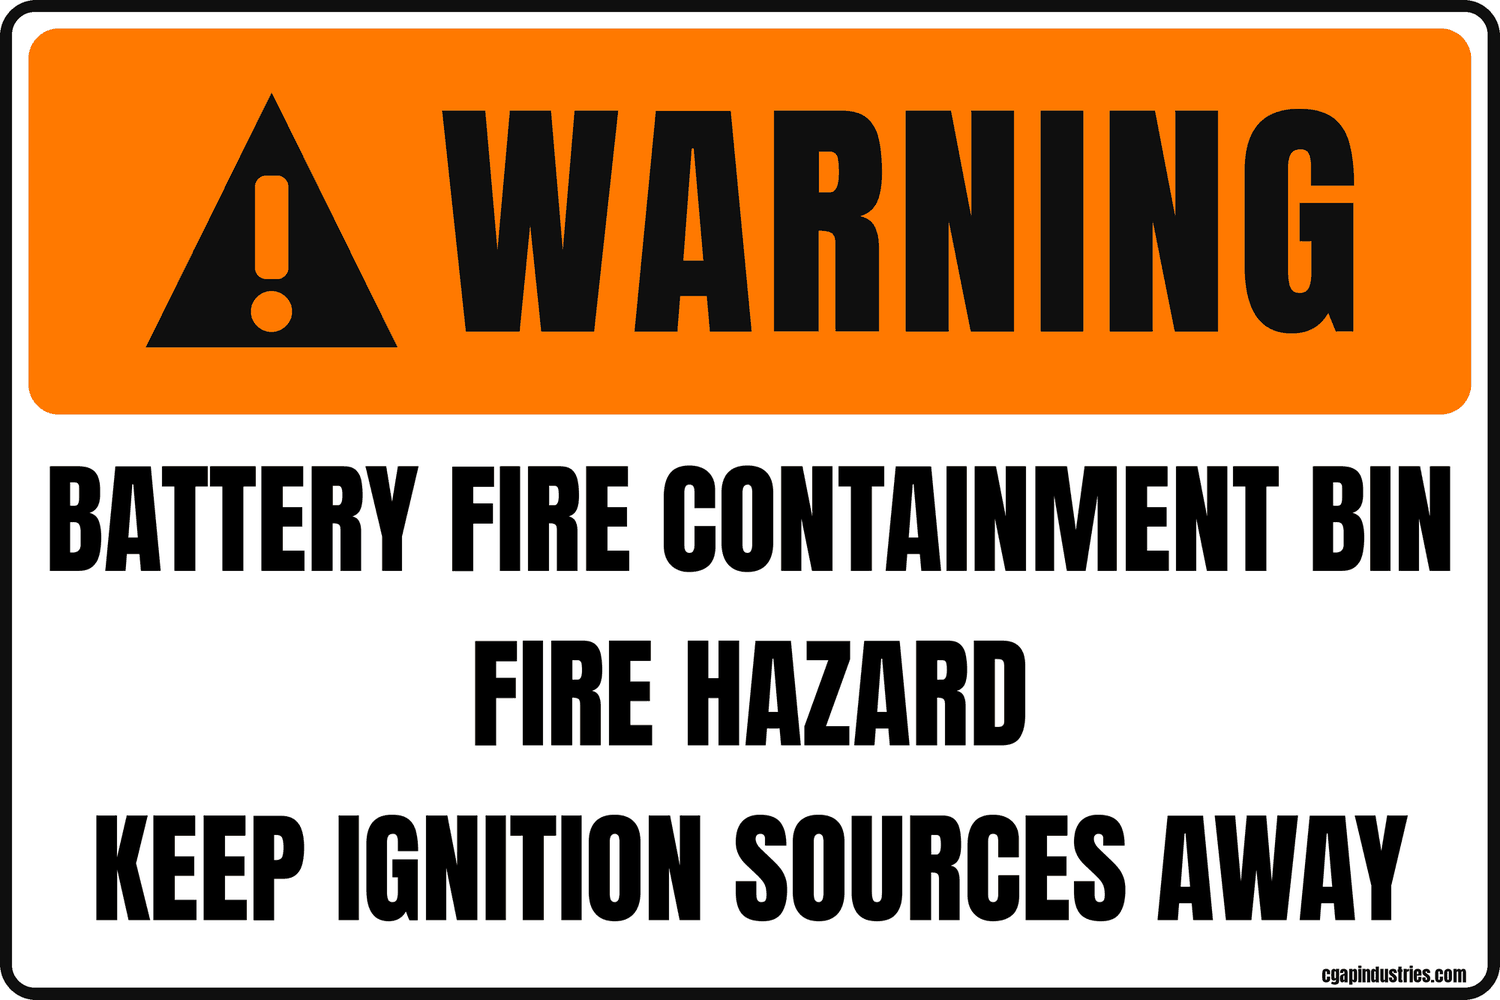 WARNING
BATTERY FIRE CONTAINMENT BIN
FIRE HAZARD
KEEP IGNITION SOURCES AWAY
cgapindustries.com